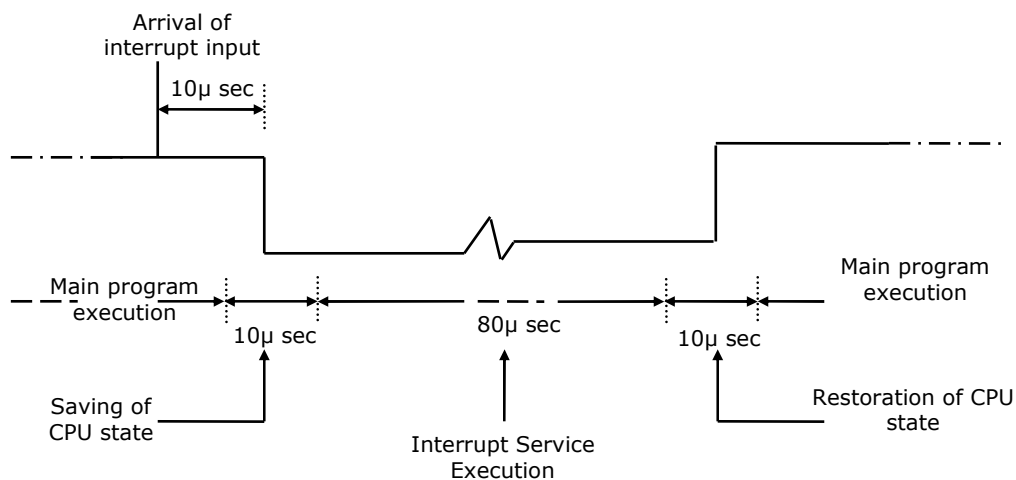 Arrival of
interrupt input
10µ sec
Main program
execution
Main program
execution
10µ sec
80µ sec
10µ sec
Saving of
CPU state
Interrupt Service
Execution
Restoration of CPU
state